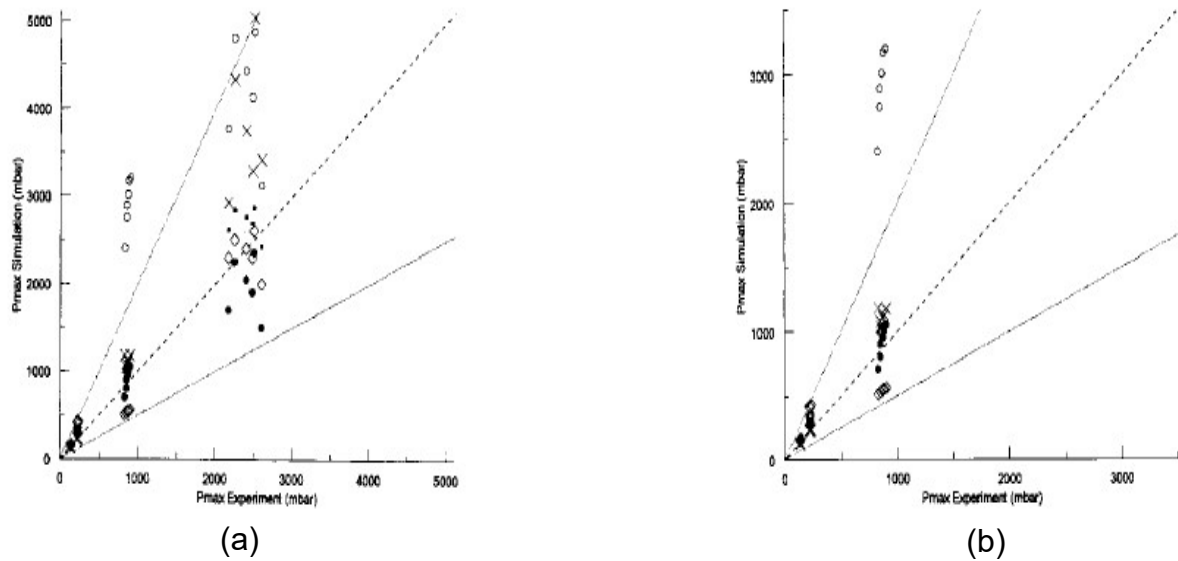 5000
4000
3000
2000
1000
0
Pmax Simulation (mbar)
0 1000 2000 3000 4000 5000
Pmax Experiment (mbar)
(a)
3000
2000
1000
0
Pmax Simulation (mbar)
0 1000 2000 3000
Pmax Experiment (mbar)
(b)